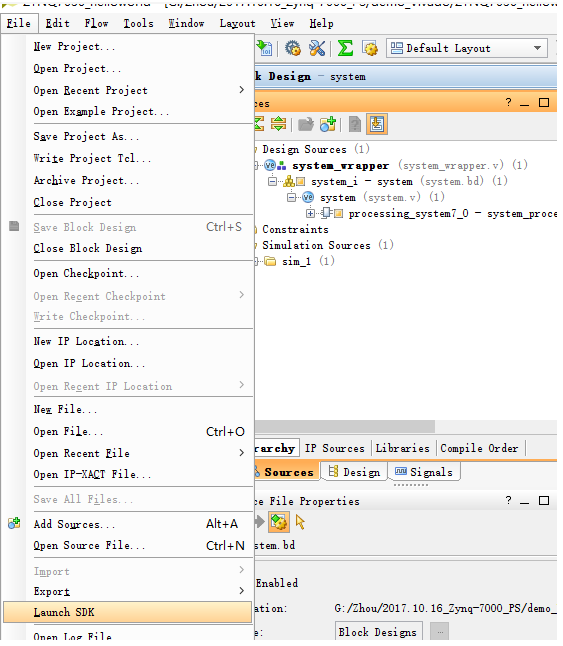 File Edit Flow Tools Window Layout View Help
New Project...
Open Project...
Open Recent Project
Open Example Project...
Save Project As...
Write Project Tcl...
Archive Project...
Close Project
Save Block Design Ctrl+S
Close Block Design
Open Checkpoint...
Open Recent Checkpoint
Write Checkpoint...
New IP Location...
Open IP Location...
Open Recent IP Location
New File...
Open File... Ctrl+O
Open Recent File
Open IP-XACT File...
Save All Files...
Add Sources... Alt+A
Open Source File... Ctrl+N
Import
Export
Launch SDK
Open Log File
Default Layout
k Design - system
ces
Design Sources (1)
system_wrapper (system_wrapper.v) (1)
system_i - system (system.bd) (1)
system (system.v) (1)
processing_system7_0 - system_proce
Constraints
Simulation Sources (1)
sim_1 (1)
rarchy IP Sources Libraries Compile Order
Sources Design Signals
ce File Properties
stem.bd
Enabled
ation: G:/Zhou/2017.10.16_Zynq-7000_PS/demo_
e: Block Designs ...